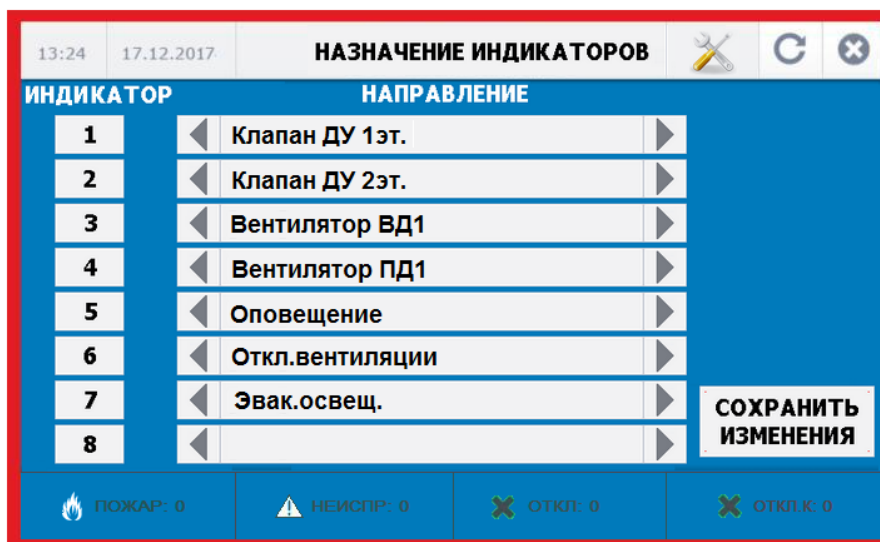 13:24 17.12.2017 НАЗНАЧЕНИЕ ИНДИКАТОРОВ
ИНДИКАТОР НАПРАВЛЕНИЕ
1 Клапан ДУ 1эт.
2 Клапан ДУ 2эт.
3 Вентилятор ВД1
4 Вентилятор ПД1
5 Оповещение
6 Откл.вентиляции
7 Эвак.освещ.
8
СОХРАНИТЬ
ИЗМЕНЕНИЯ
ПОЖАР: 0 НЕИСПР: 0 ОТКЛ: 0 ОТКЛ.К: 0